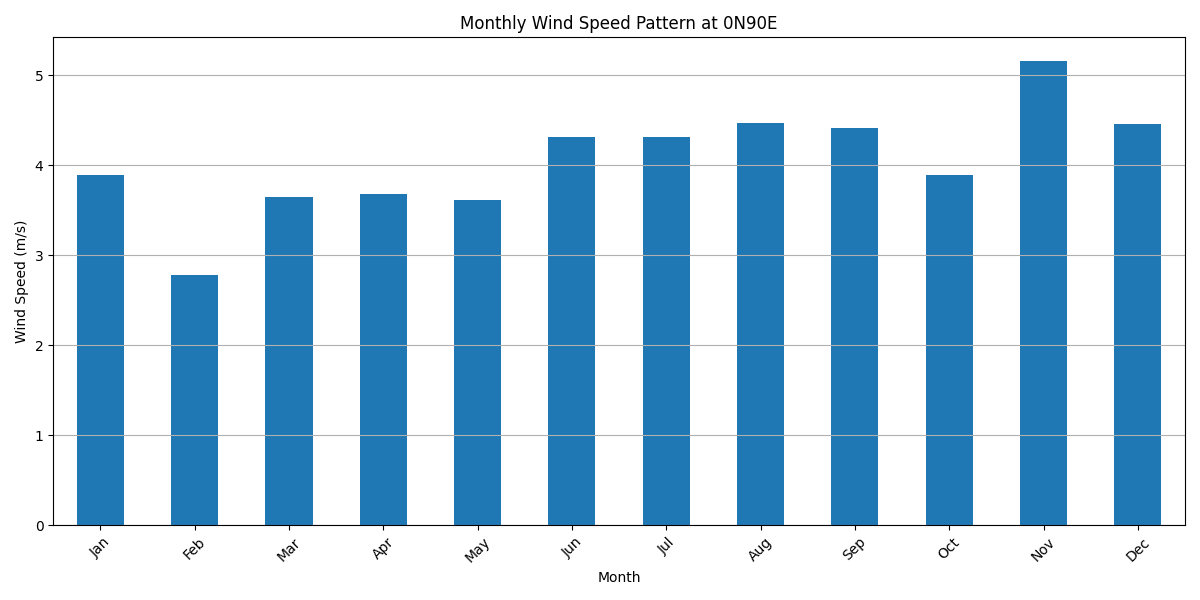 Monthly Wind Speed Pattern at 0N90E
Wind Speed (m/s)
5
4
3
2
1
0
Jan
Feb
Mar
Apr
May
Jun
Jul
Aug
Sep
Oct
Nov
Dec
Month